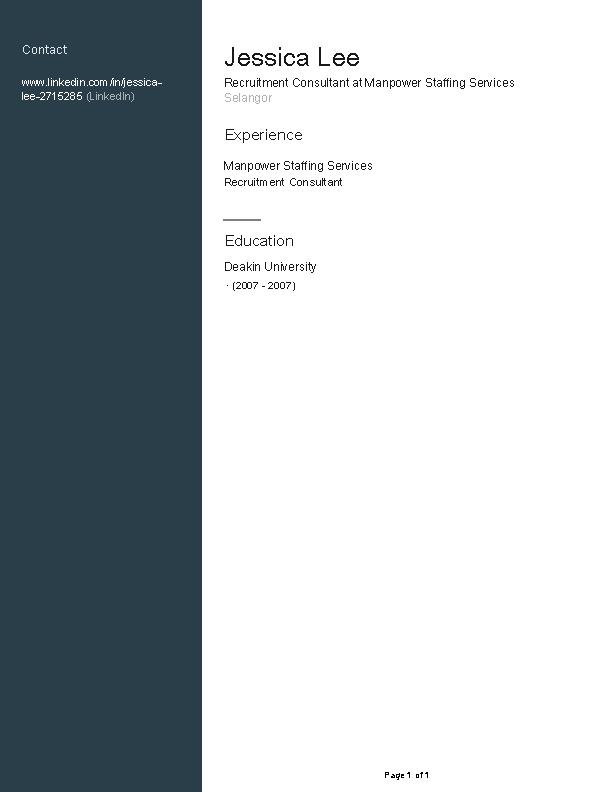 Contact
www.linkedin.com/in/jessica-
lee-2715285 (LinkedIn)
Jessica Lee
Recruitment Consultant at Manpower Staffing Services
Selangor
Experience
Manpower Staffing Services
Recruitment Consultant
Education
Deakin University
· (2007 - 2007)
Page 1 of 1